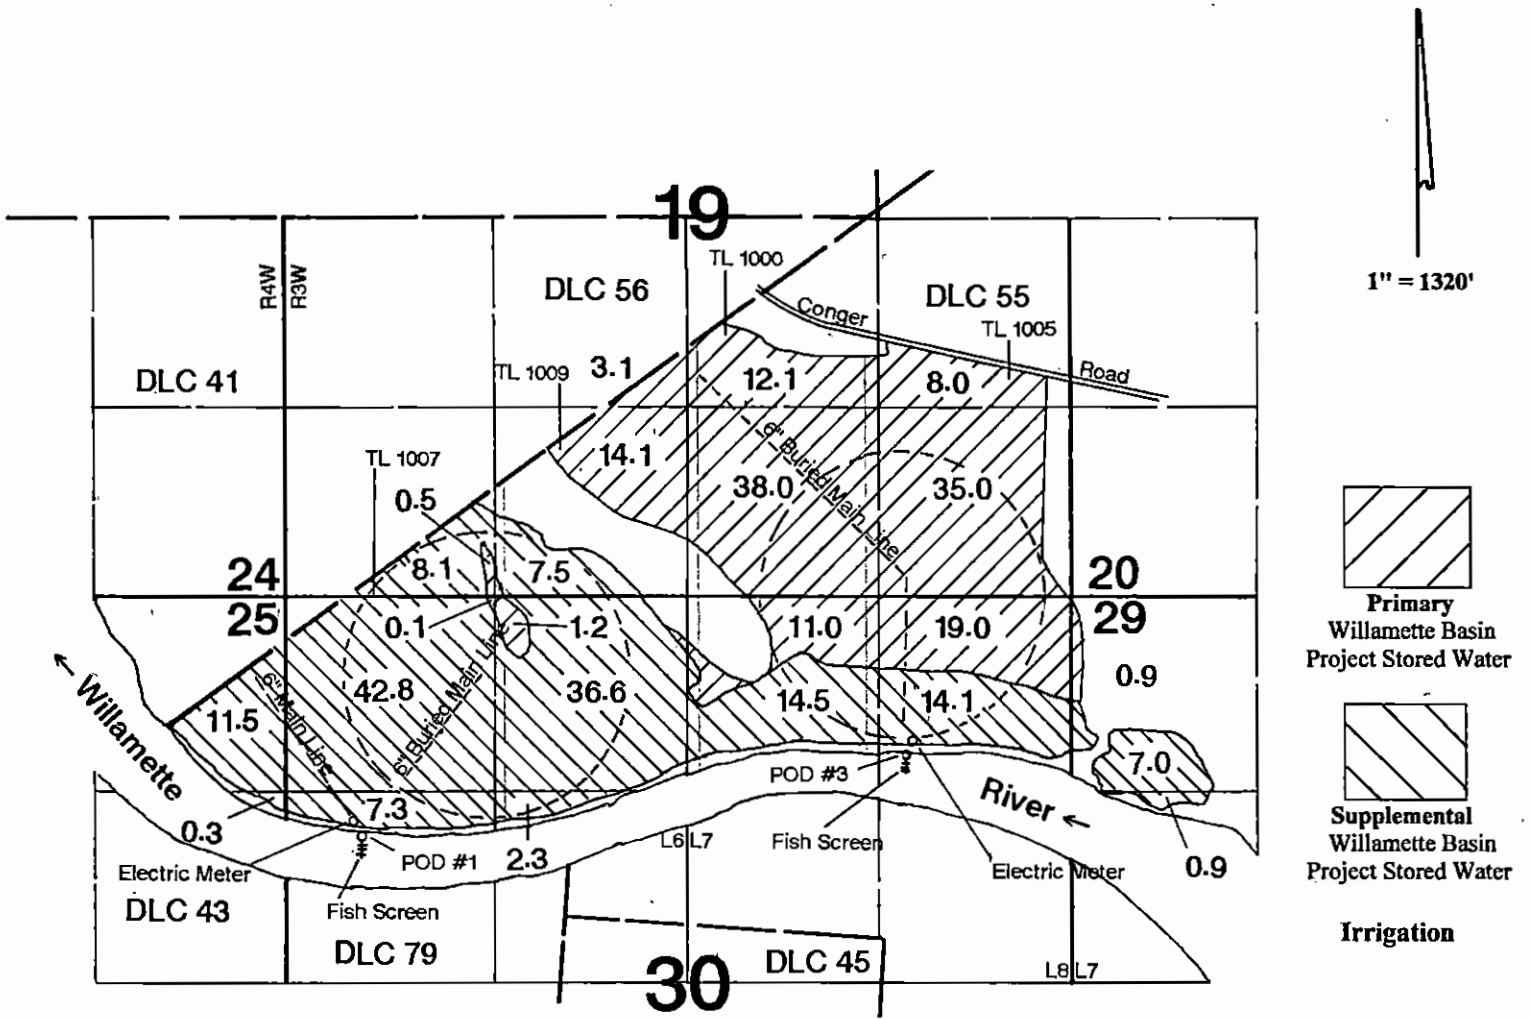 19
TL 1000
1" = 1320'
R4W
R3W
DLC 56
DLC 55
Conger
TL 1005
Road
DLC 41
TL 1009
3.1
12.1
8.0
14.1
6" Buried Main Line
38.0
35.0
TL 1007
0.5
8.1
7.5
24
20
25
29
0.1
1.2
11.0
19.0
Primary
Willamette Basin
Project Stored Water
0.9
42.8
36.6
14.5
14.1
11.5
6" Main Line
6" Buried Main Line
Willamette
7.0
POD #3
River
7.3
0.3
2.3
L6 L7
Fish Screen
Supplemental
Willamette Basin
Project Stored Water
Electric Meter
POD #1
Electric Meter
0.9
DLC 43
Fish Screen
DLC 79
Irrigation
DLC 45
L8 L7
30